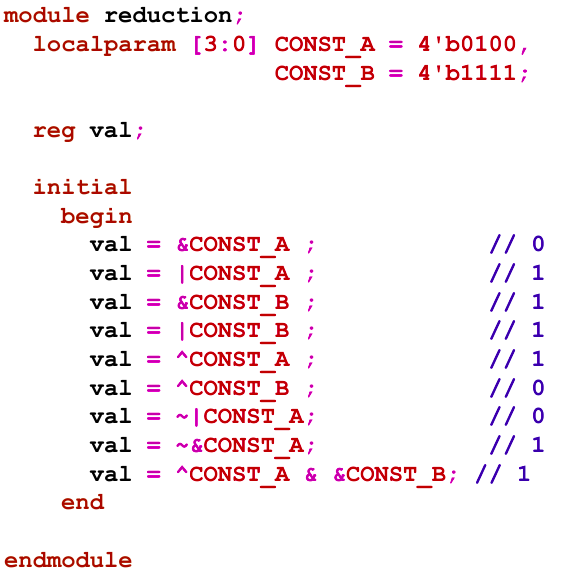 module reduction;
  localparam [3:0] CONST_A = 4'b0100,
                   CONST_B = 4'b1111;
  reg val;
  initial
    begin
      val = &CONST_A ;            // 0
      val = |CONST_A ;            // 1
      val = &CONST_B ;            // 1
      val = |CONST_B ;            // 1
      val = ^CONST_A ;            // 1
      val = ^CONST_B ;            // 0
      val = ~|CONST_A;            // 0
      val = ~&CONST_A;            // 1
      val = ^CONST_A & &CONST_B; // 1
    end
endmodule